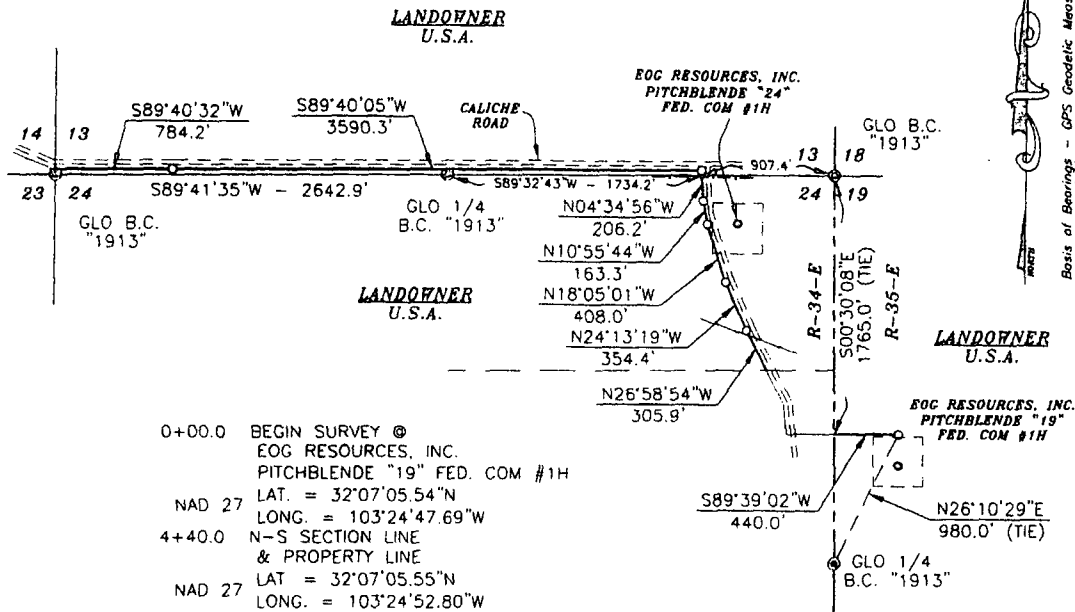 LANDOWNER
U.S.A.
EOG RESOURCES, INC.
PITCHBLENDE "24"
FED. COM #1H
Basis of Bearings - GPS Geodetic
S89°40'32"W
784.2'
S89°40'05"W
3590.3'
CALICHE
ROAD
GLO B.C.
"1913"
14 13
13 18
907.4'
23 24
24 19
S89°41'35"W - 2642.9'
S89°32'43"W - 1734.2'
GLO B.C.
"1913"
GLO 1/4
B.C. "1913"
N04°34'56"W
206.2'
N10°55'44"W
163.3'
N18°05'01"W
408.0'
N24°13'19"W
354.4'
N26°58'54"W
305.9'
R-34-E
S00°30'08"E
1765.0' (TIE)
R-35-E
NORTH
LANDOWNER
U.S.A.
LANDOWNER
U.S.A.
EOG RESOURCES, INC.
PITCHBLENDE "19"
FED. COM #1H
S89°39'02"W
440.0'
N26°10'29"E
980.0' (TIE)
GLO 1/4
B.C. "1913"
0+00.0 BEGIN SURVEY @
EOG RESOURCES, INC.
PITCHBLENDE "19" FED. COM #1H
NAD 27 LAT. = 32°07'05.54"N
LONG. = 103°24'47.69"W
4+40.0 N-S SECTION LINE
& PROPERTY LINE
NAD 27 LAT = 32°07'05.55"N
LONG. = 103°24'52.80"W